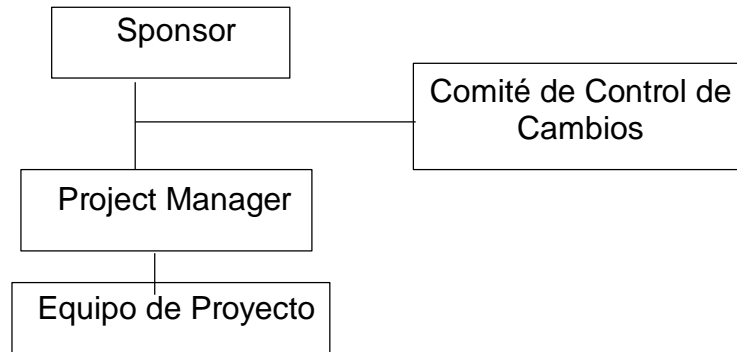 Sponsor
Comité de Control de
Cambios
Project Manager
Equipo de Proyecto